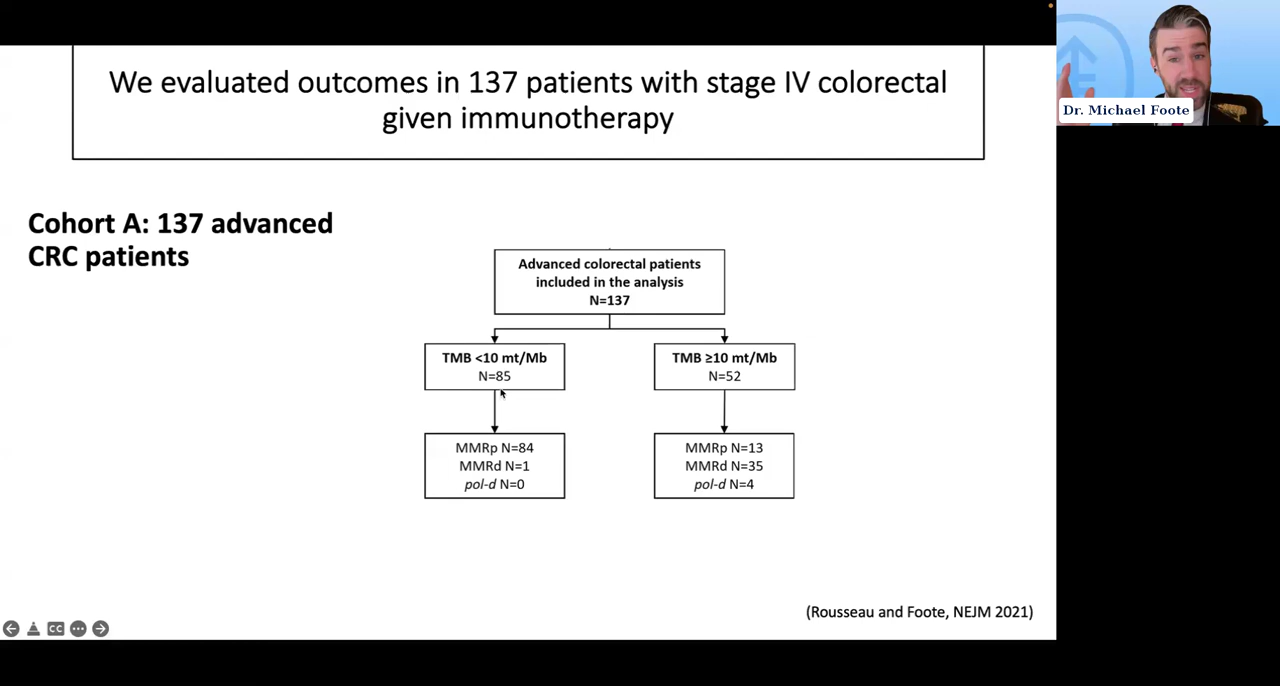 We evaluated outcomes in 137 patients with stage IV colorectal
given immunotherapy
Dr. Michael Foote
Cohort A: 137 advanced
CRC patients
Advanced colorectal patients
included in the analysis
N=137
TMB <10 mt/Mb
N=85
TMB ≥10 mt/Mb
N=52
MMRp N=84
MMRd N=1
pol-d N=0
MMRp N=13
MMRd N=35
pol-d N=4
(Rousseau and Foote, NEJM 2021)
CC